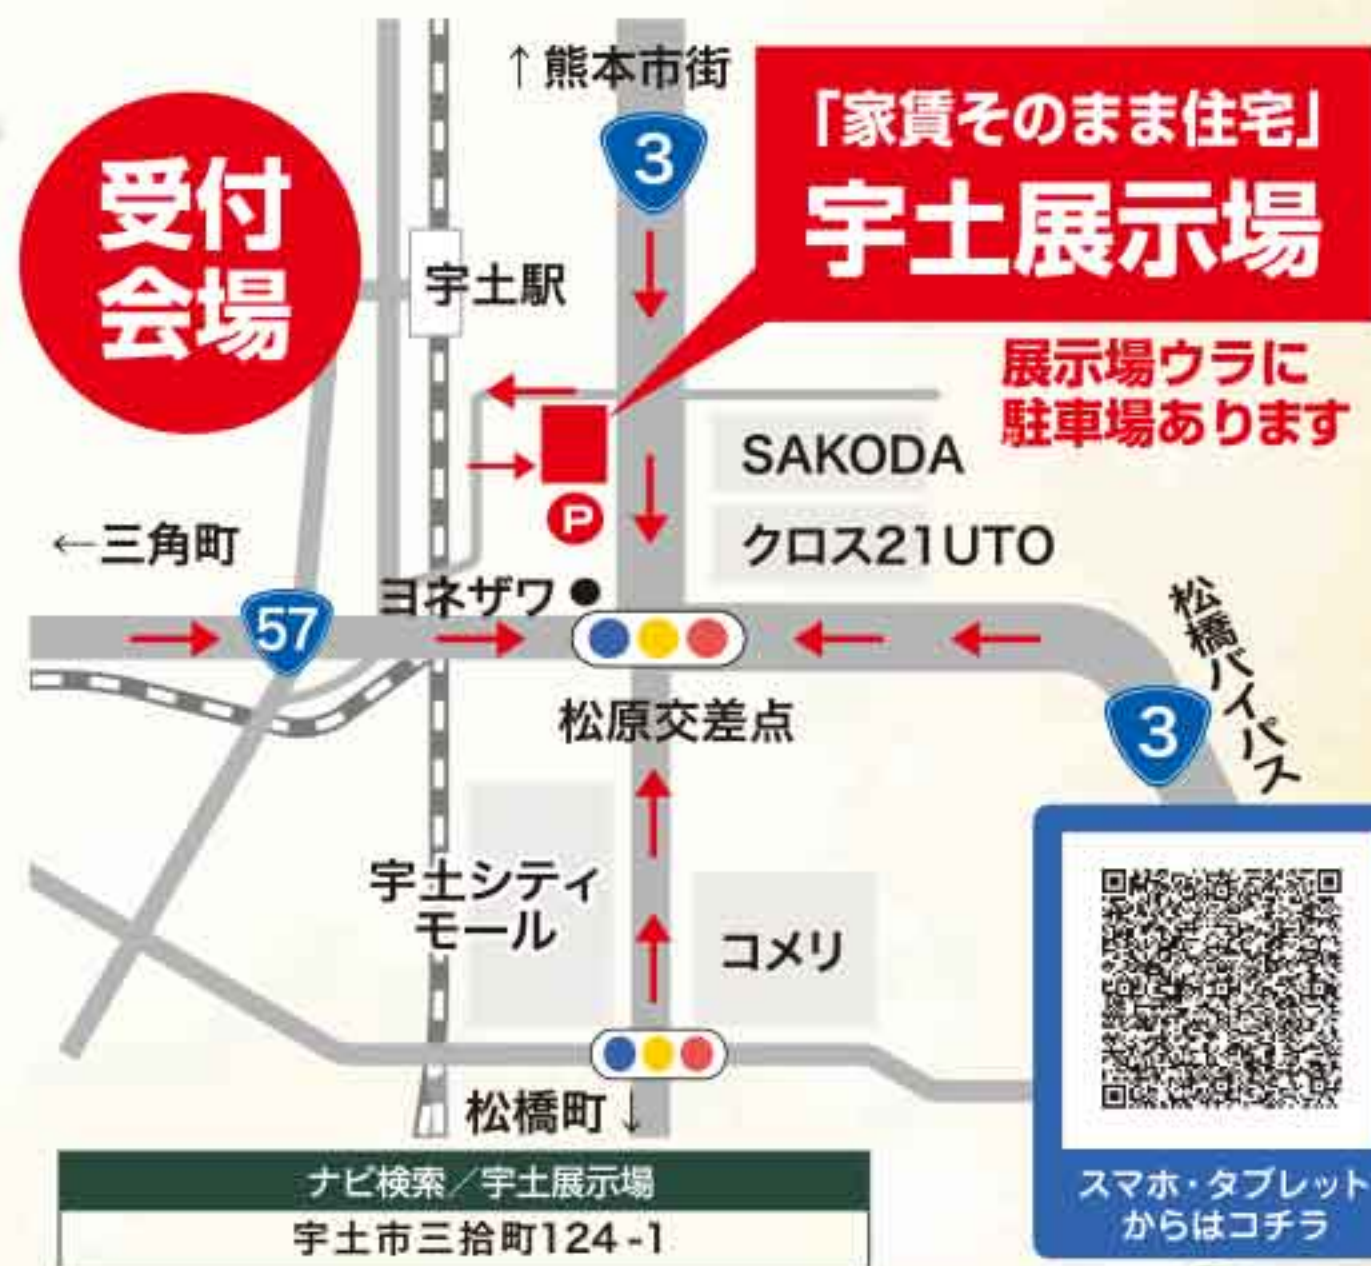 ↑熊本市街
3
「家賃そのまま住宅」
宇土展示場
受付
会場
宇土駅
展示場ウラに
駐車場あります
SAKODA
P
クロス21UTO
←三角町
ヨネザワ
57
松橋バイパス
松原交差点
3
宇土シティ
モール
コメリ
松橋町↓
ナビ検索／宇土展示場
宇土市三拾町124-1
スマホ・タブレット
からはコチラ